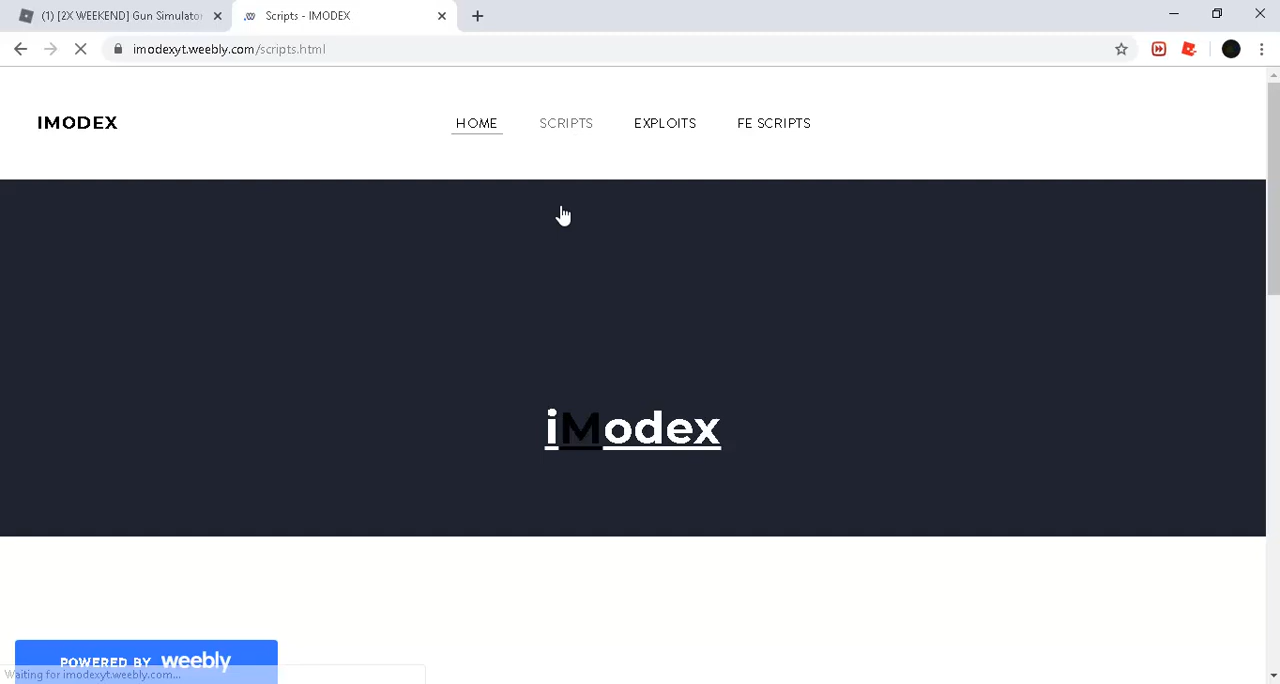 (1) [2X WEEKEND] Gun Simulator
Scripts - IMODEX
imodexyt.weebly.com/scripts.html
IMODEX
HOME
SCRIPTS
EXPLOITS
FE SCRIPTS
iModex
POWERED BY weebly
Waiting for imodexyt.weebly.com...